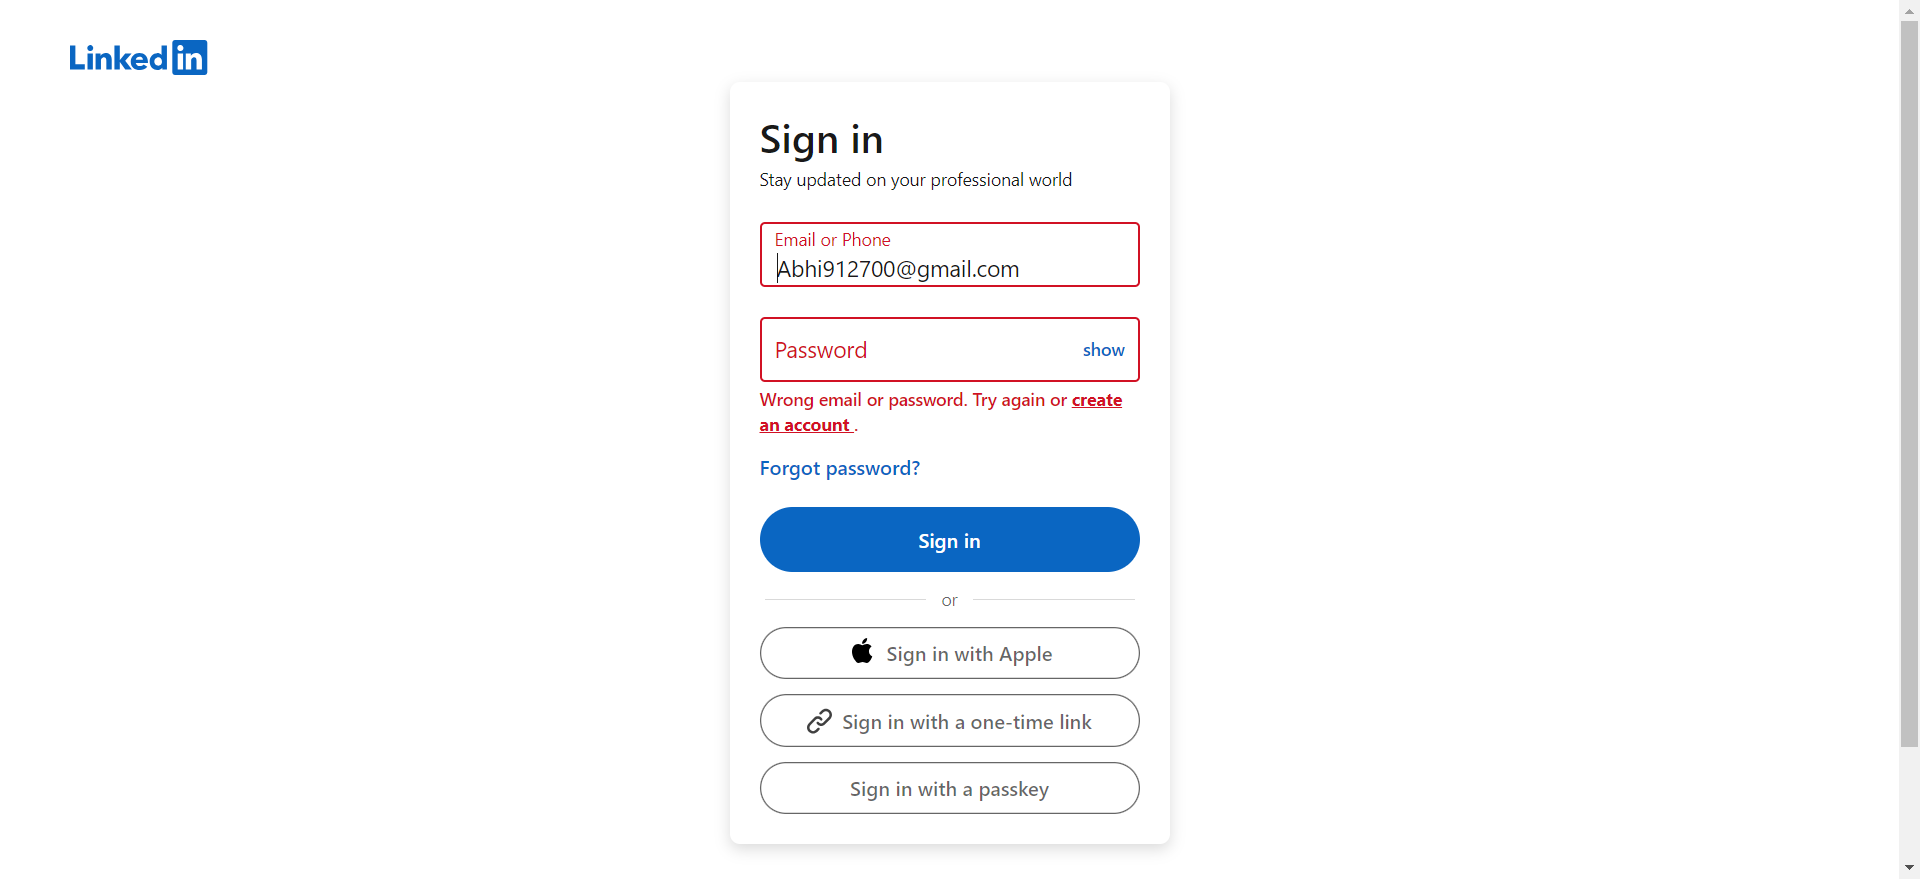 Linked in
Sign in
Stay updated on your professional world
Email or Phone
Abhi912700@gmail.com
Password show
Wrong email or password. Try again or create
an account .
Forgot password?
Sign in
or
Sign in with Apple
Sign in with a one-time link
Sign in with a passkey